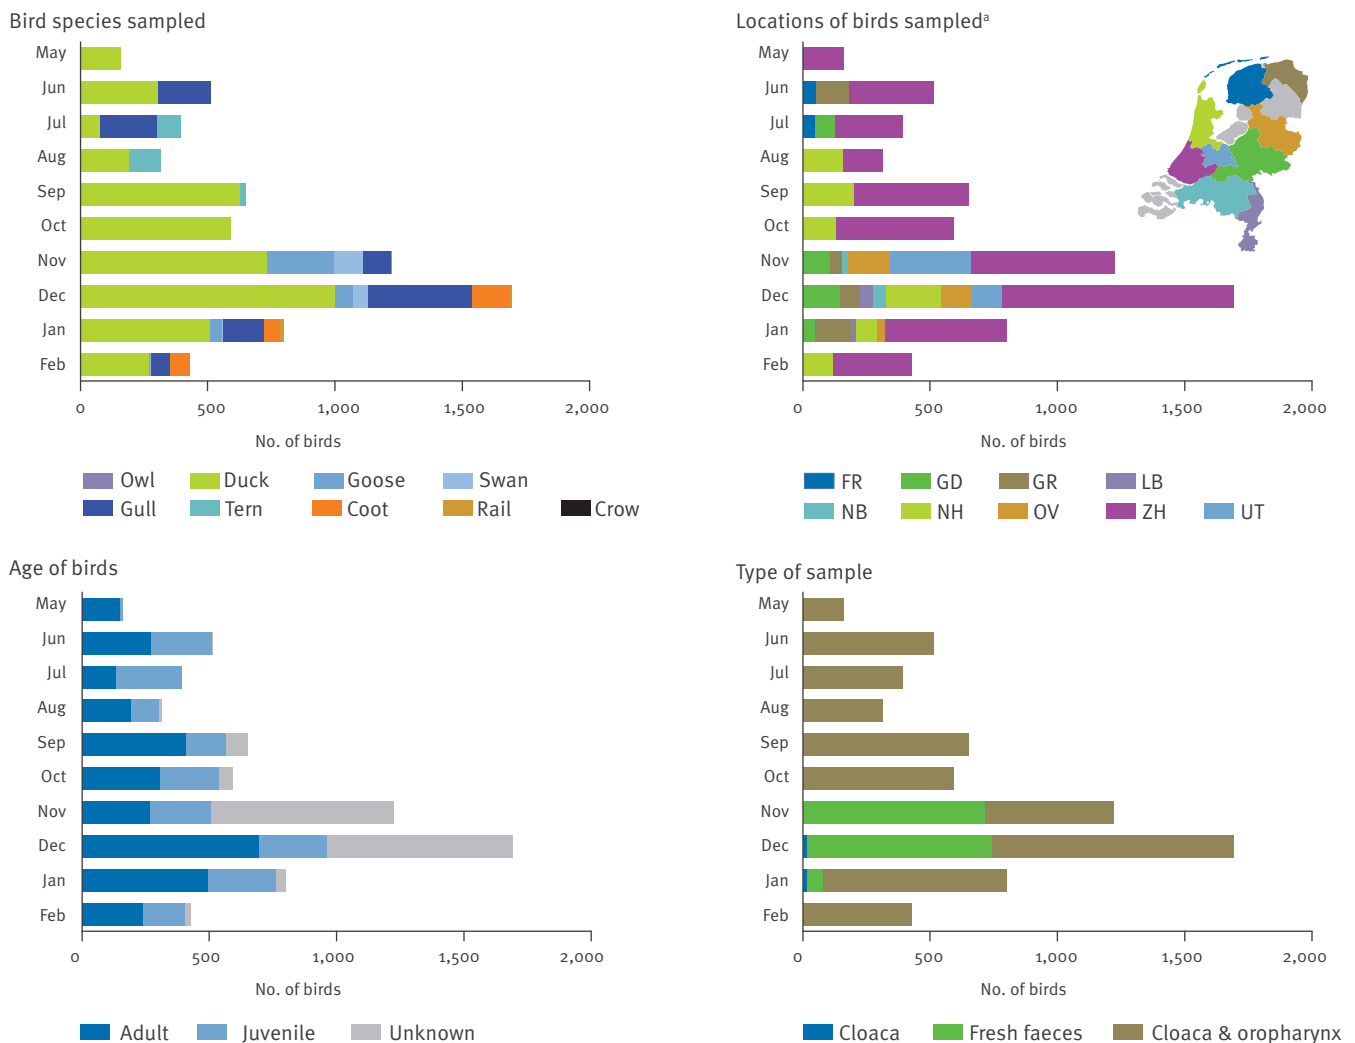 Bird species sampled
May
Jun
Jul
Aug
Sep
Oct
Nov
Dec
Jan
Feb
0 500 1,000 1,500 2,000
No. of birds
Owl Duck Goose Swan
Gull Tern Coot Rail Crow
Locations of birds sampledᵃ
May
Jun
Jul
Aug
Sep
Oct
Nov
Dec
Jan
Feb
0 500 1,000 1,500 2,000
No. of birds
FR GD GR LB
NB NH OV ZH UT
Age of birds
May
Jun
Jul
Aug
Sep
Oct
Nov
Dec
Jan
Feb
0 500 1,000 1,500 2,000
No. of birds
Adult Juvenile Unknown
Type of sample
May
Jun
Jul
Aug
Sep
Oct
Nov
Dec
Jan
Feb
0 500 1,000 1,500 2,000
No. of birds
Cloaca Fresh faeces Cloaca & oropharynx